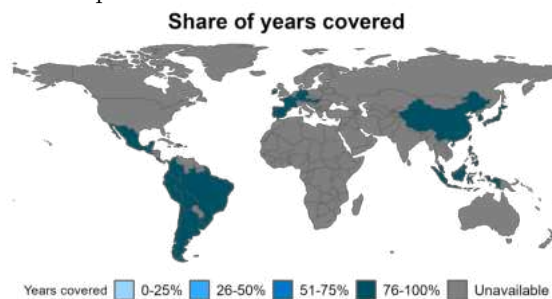 Share of years covered
Years covered 0-25% 26-50% 51-75% 76-100% Unavailable